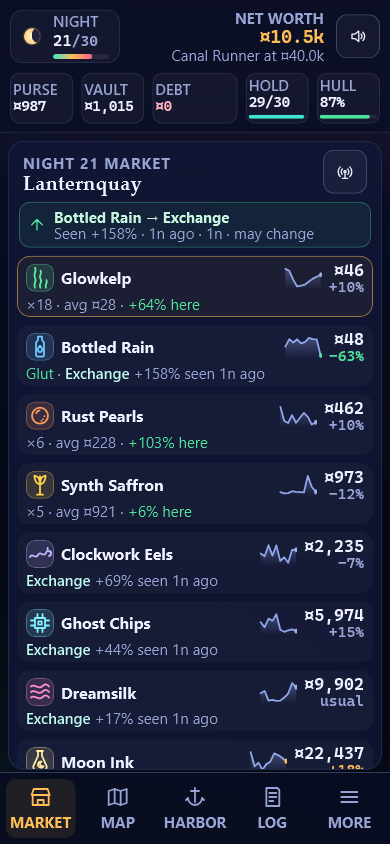 NIGHT
21/30
NET WORTH
¤10.5k
Canal Runner at ¤40.0k
PURSE
¤987
VAULT
¤1,015
DEBT
¤0
HOLD
29/30
HULL
87%
NIGHT 21 MARKET
Lanternquay
Bottled Rain → Exchange
Seen +158% · 1n ago · 1n · may change
Glowkelp
¤46
+10%
×18 · avg ¤28 · +64% here
Bottled Rain
¤48
−63%
Glut · Exchange +158% seen 1n ago
Rust Pearls
¤462
+10%
×6 · avg ¤228 · +103% here
Synth Saffron
¤973
−12%
×5 · avg ¤921 · +6% here
Clockwork Eels
¤2,235
−7%
Exchange +69% seen 1n ago
Ghost Chips
¤5,974
+15%
Exchange +44% seen 1n ago
Dreamsilk
¤9,902
usual
Exchange +17% seen 1n ago
Moon Ink
¤22,437
MARKET
MAP
HARBOR
LOG
MORE